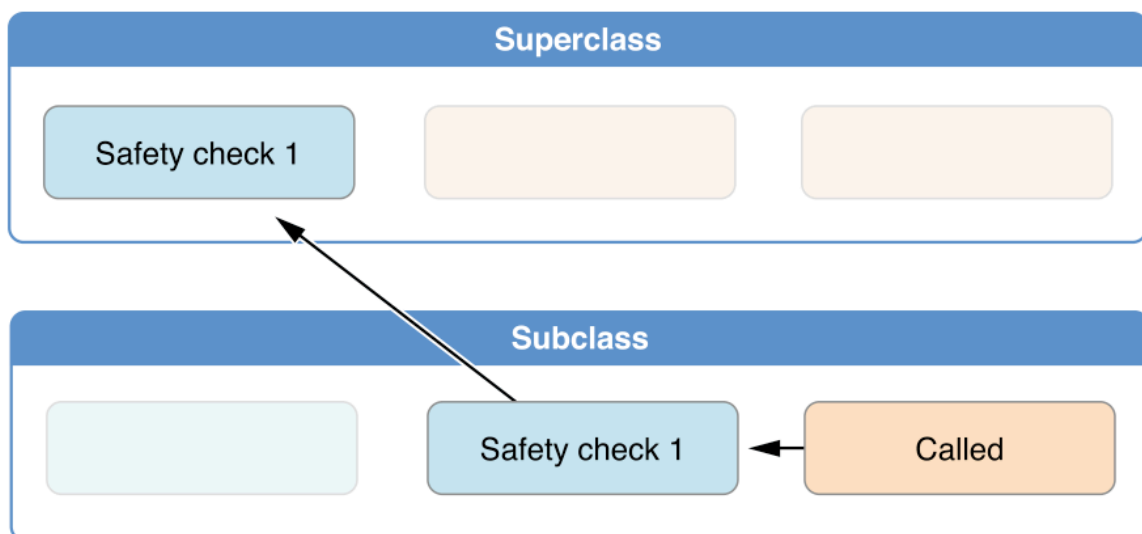 Superclass
Safety check 1
Subclass
Safety check 1
Called